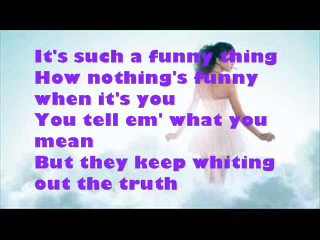 It's such a funny thing
How nothing's funny
when it's you
You tell em' what you
mean
But they keep whiting
out the truth